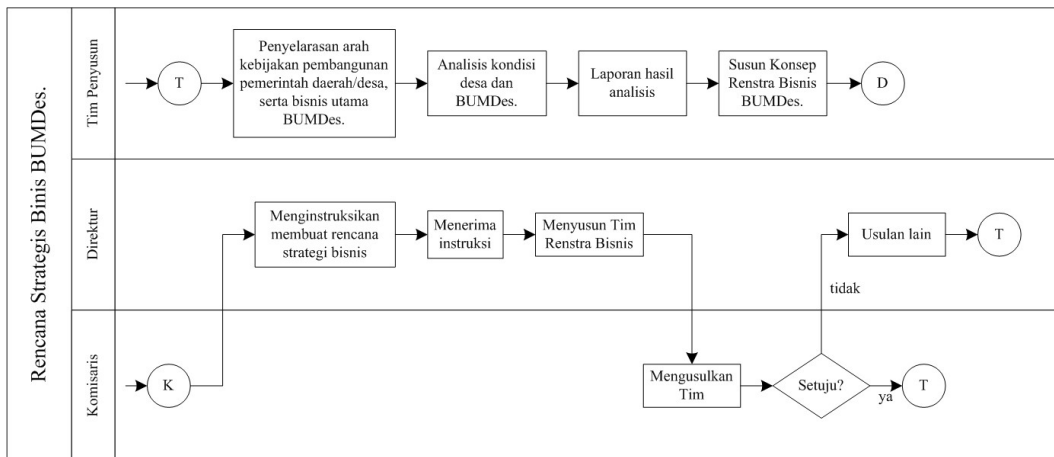 Rencana Strategis Binis BUMDes.
Tim Penyusun
T
Penyelarasan arah
kebijakan pembangunan
pemerintah daerah/desa,
serta bisnis utama
BUMDes.
Analisis kondisi
desa dan
BUMDes.
Laporan hasil
analisis
Susun Konsep
Renstra Bisnis
BUMDes.
D
Direktur
Menginstruksikan
membuat rencana
strategi bisnis
Menerima
instruksi
Menyusun Tim
Renstra Bisnis
Usulan lain
T
tidak
Komisaris
K
Mengusulkan
Tim
Setuju?
ya
T